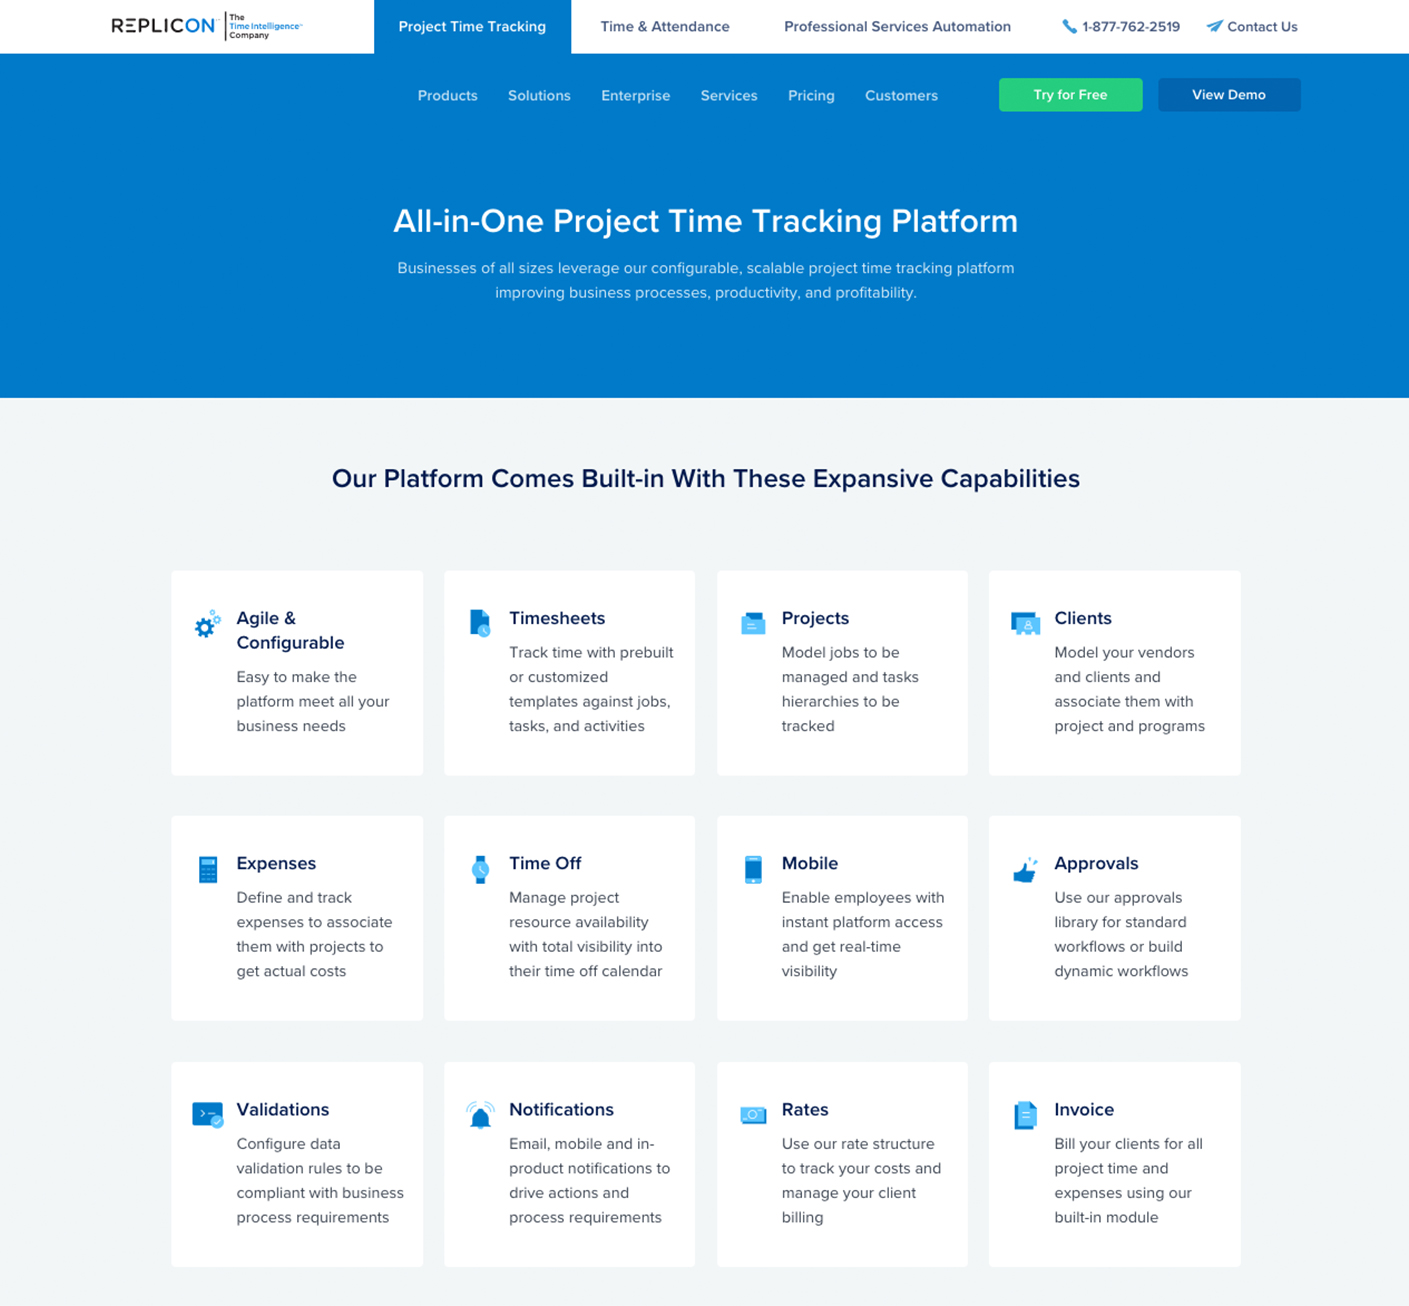 REPLICON The Time Intelligence™ Company
Project Time Tracking
Time & Attendance
Professional Services Automation
1-877-762-2519
Contact Us
Products
Solutions
Enterprise
Services
Pricing
Customers
Try for Free
View Demo
All-in-One Project Time Tracking Platform
Businesses of all sizes leverage our configurable, scalable project time tracking platform
improving business processes, productivity, and profitability.
Our Platform Comes Built-in With These Expansive Capabilities
Agile &
Configurable
Easy to make the
platform meet all your
business needs
Timesheets
Track time with prebuilt
or customized
templates against jobs,
tasks, and activities
Projects
Model jobs to be
managed and tasks
hierarchies to be
tracked
Clients
Model your vendors
and clients and
associate them with
project and programs
Expenses
Define and track
expenses to associate
them with projects to
get actual costs
Time Off
Manage project
resource availability
with total visibility into
their time off calendar
Mobile
Enable employees with
instant platform access
and get real-time
visibility
Approvals
Use our approvals
library for standard
workflows or build
dynamic workflows
Validations
Configure data
validation rules to be
compliant with business
process requirements
Notifications
Email, mobile and in-
product notifications to
drive actions and
process requirements
Rates
Use our rate structure
to track your costs and
manage your client
billing
Invoice
Bill your clients for all
project time and
expenses using our
built-in module